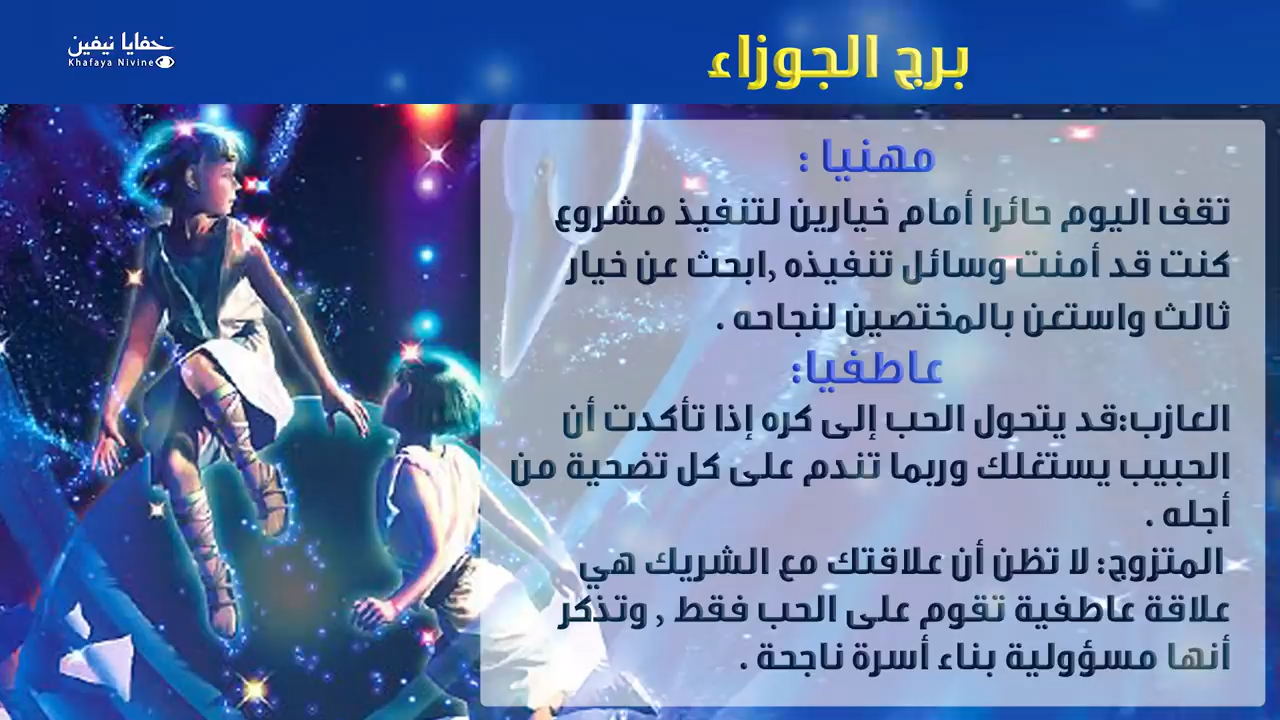 خفايا نيفين
Khafaya Nivine
برج الجوزاء
مهنيا :
تقف اليوم حائرا أمام خيارين لتنفيذ مشروع
كنت قد أمنت وسائل تنفيذه ,ابحث عن خيار
ثالث واستعن بالمختصين لنجاحه .
عاطفيا:
العازب:قد يتحول الحب إلى كره إذا تأكدت أن
الحبيب يستغلك وربما تندم على كل تضحية من
أجله .
المتزوج: لا تظن أن علاقتك مع الشريك هي
علاقة عاطفية تقوم على الحب فقط , وتذكر
أنها مسؤولية بناء أسرة ناجحة .